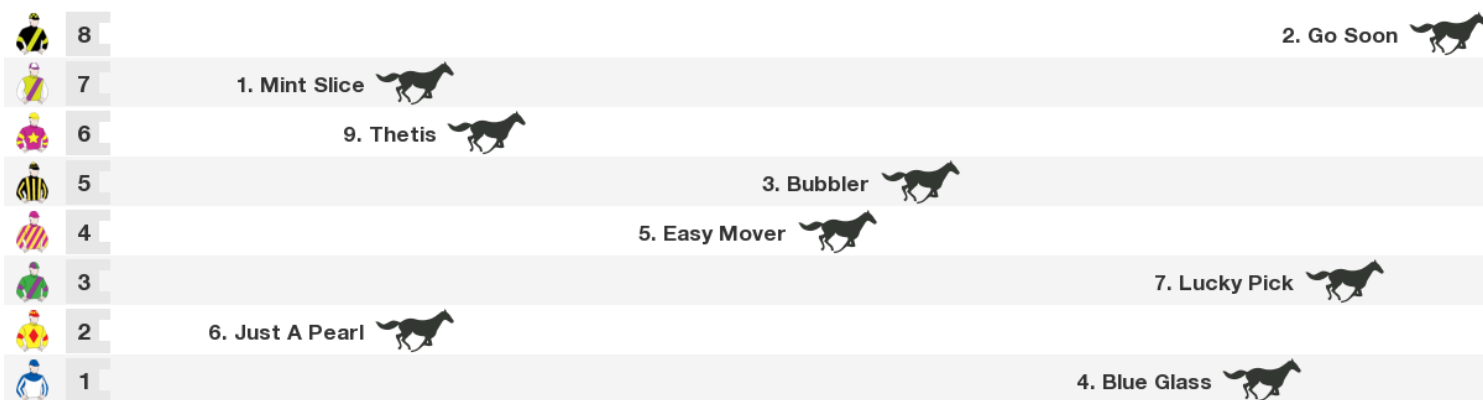 8 2. Go Soon
7 1. Mint Slice
6 9. Thetis
5 3. Bubbler
4 5. Easy Mover
3 7. Lucky Pick
2 6. Just A Pearl
1 4. Blue Glass